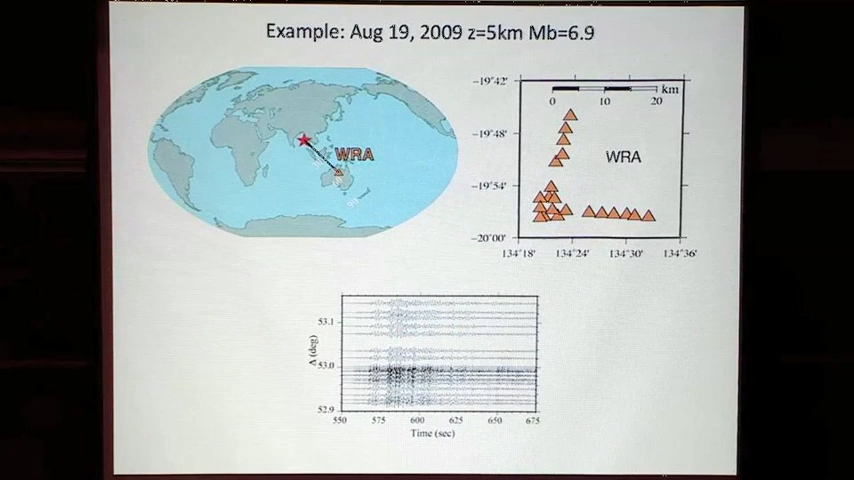 Example: Aug 19, 2009 z=5km Mb=6.9
WRA
90
-19°42'
-19°48'
-19°54'
-20°00'
km
0 10 20
WRA
134°18' 134°24' 134°30' 134°36'
Δ (deg)
53.1
53.0
52.9
550 575 600 625 650 675
Time (sec)